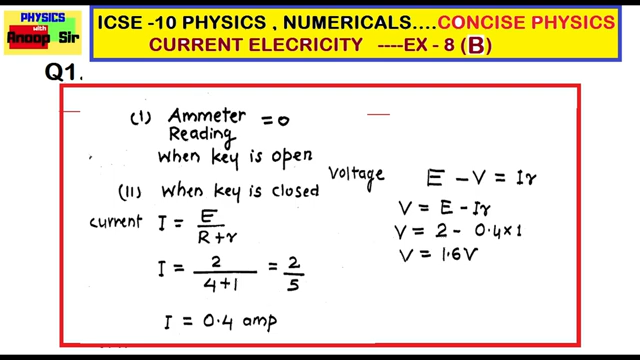 PHYSICS
with
Anoop Sir
ICSE -10 PHYSICS , NUMERICALS....CONCISE PHYSICS
CURRENT ELECRICITY ----EX - 8 (B)
Q1.
(I) Ammeter Reading = 0
when key is open
(II) when key is closed
current I = E / R+r
I = 2 / 4+1 = 2 / 5
I = 0.4 amp
Voltage E - V = Ir
V = E - Ir
V = 2 - 0.4 × 1
V = 1.6V